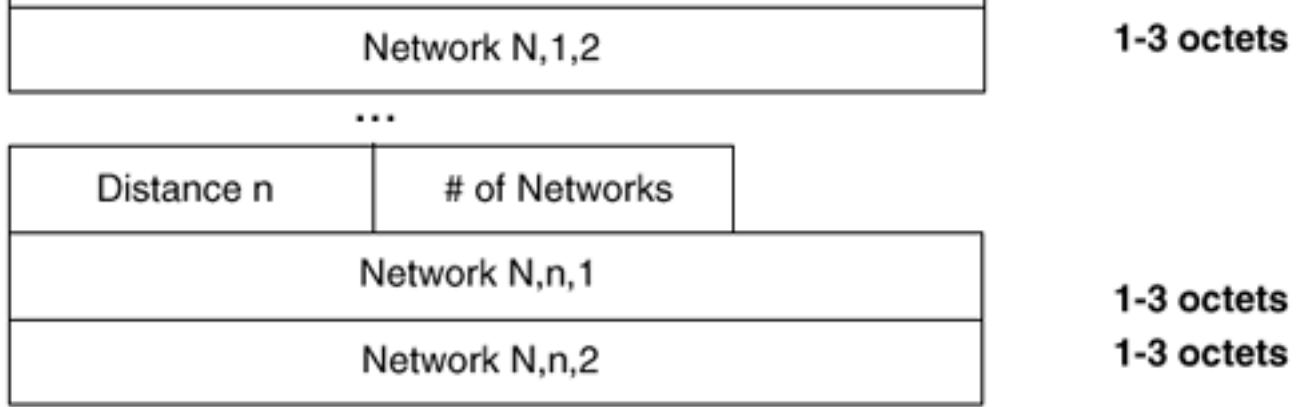 Network N,1,2 1-3 octets
...
Distance n # of Networks
Network N,n,1 1-3 octets
Network N,n,2 1-3 octets